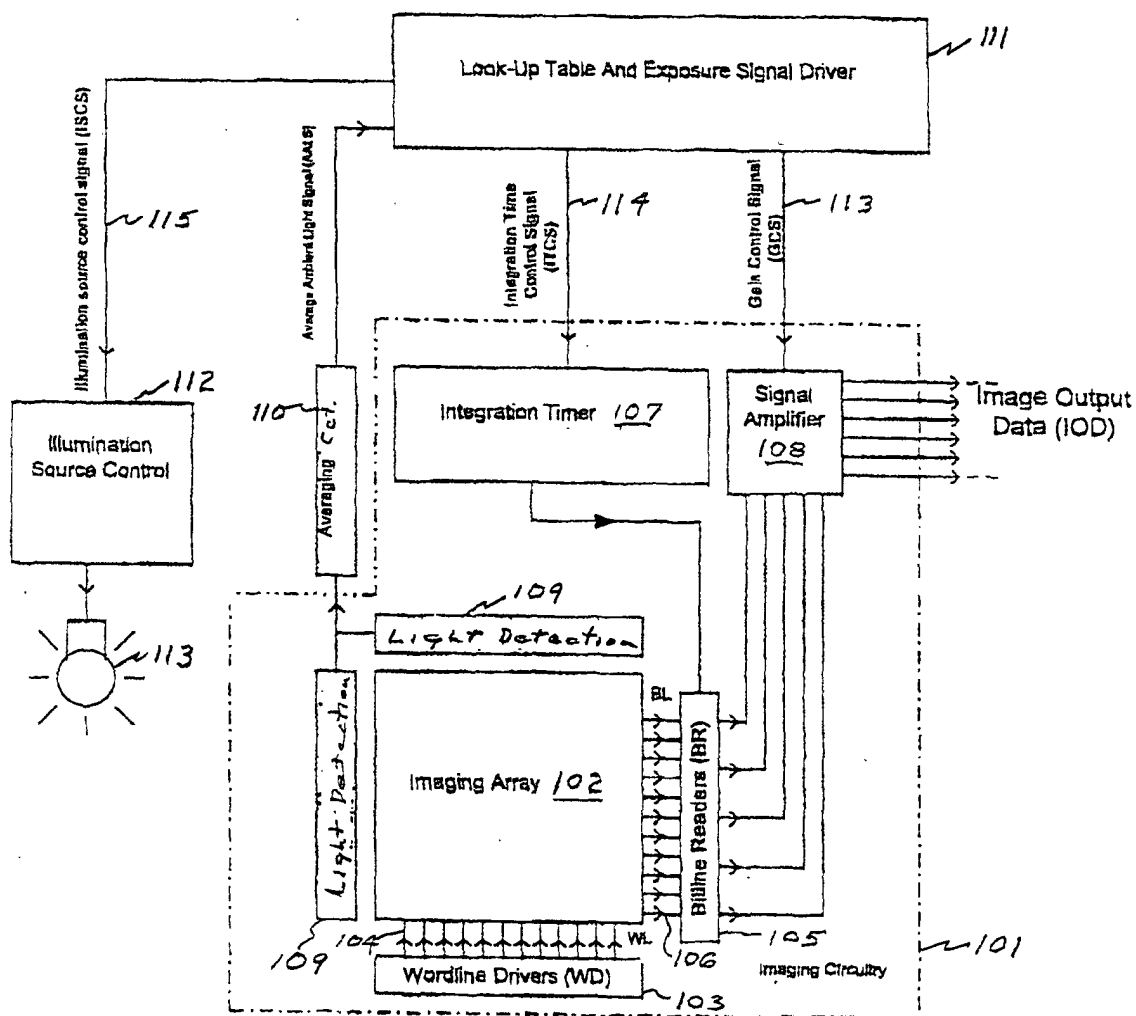 111
Look-Up Table And Exposure Signal Driver
Illumination source control signal (ISCS)
115
Average Ambient Light Signal (AALS)
Integration Time
Control Signal
(ITCS)
114
Gain Control Signal
(GCS)
113
112
Illumination
Source Control
110
Averaging Cct.
Integration Timer 107
Signal
Amplifier
108
Image Output
Data (IOD)
113
109
Light Detection
Light Detection
109
Imaging Array 102
BL
Bitline Readers (BR)
105
106
WL
104
Wordline Drivers (WD)
103
Imaging Circuitry
101